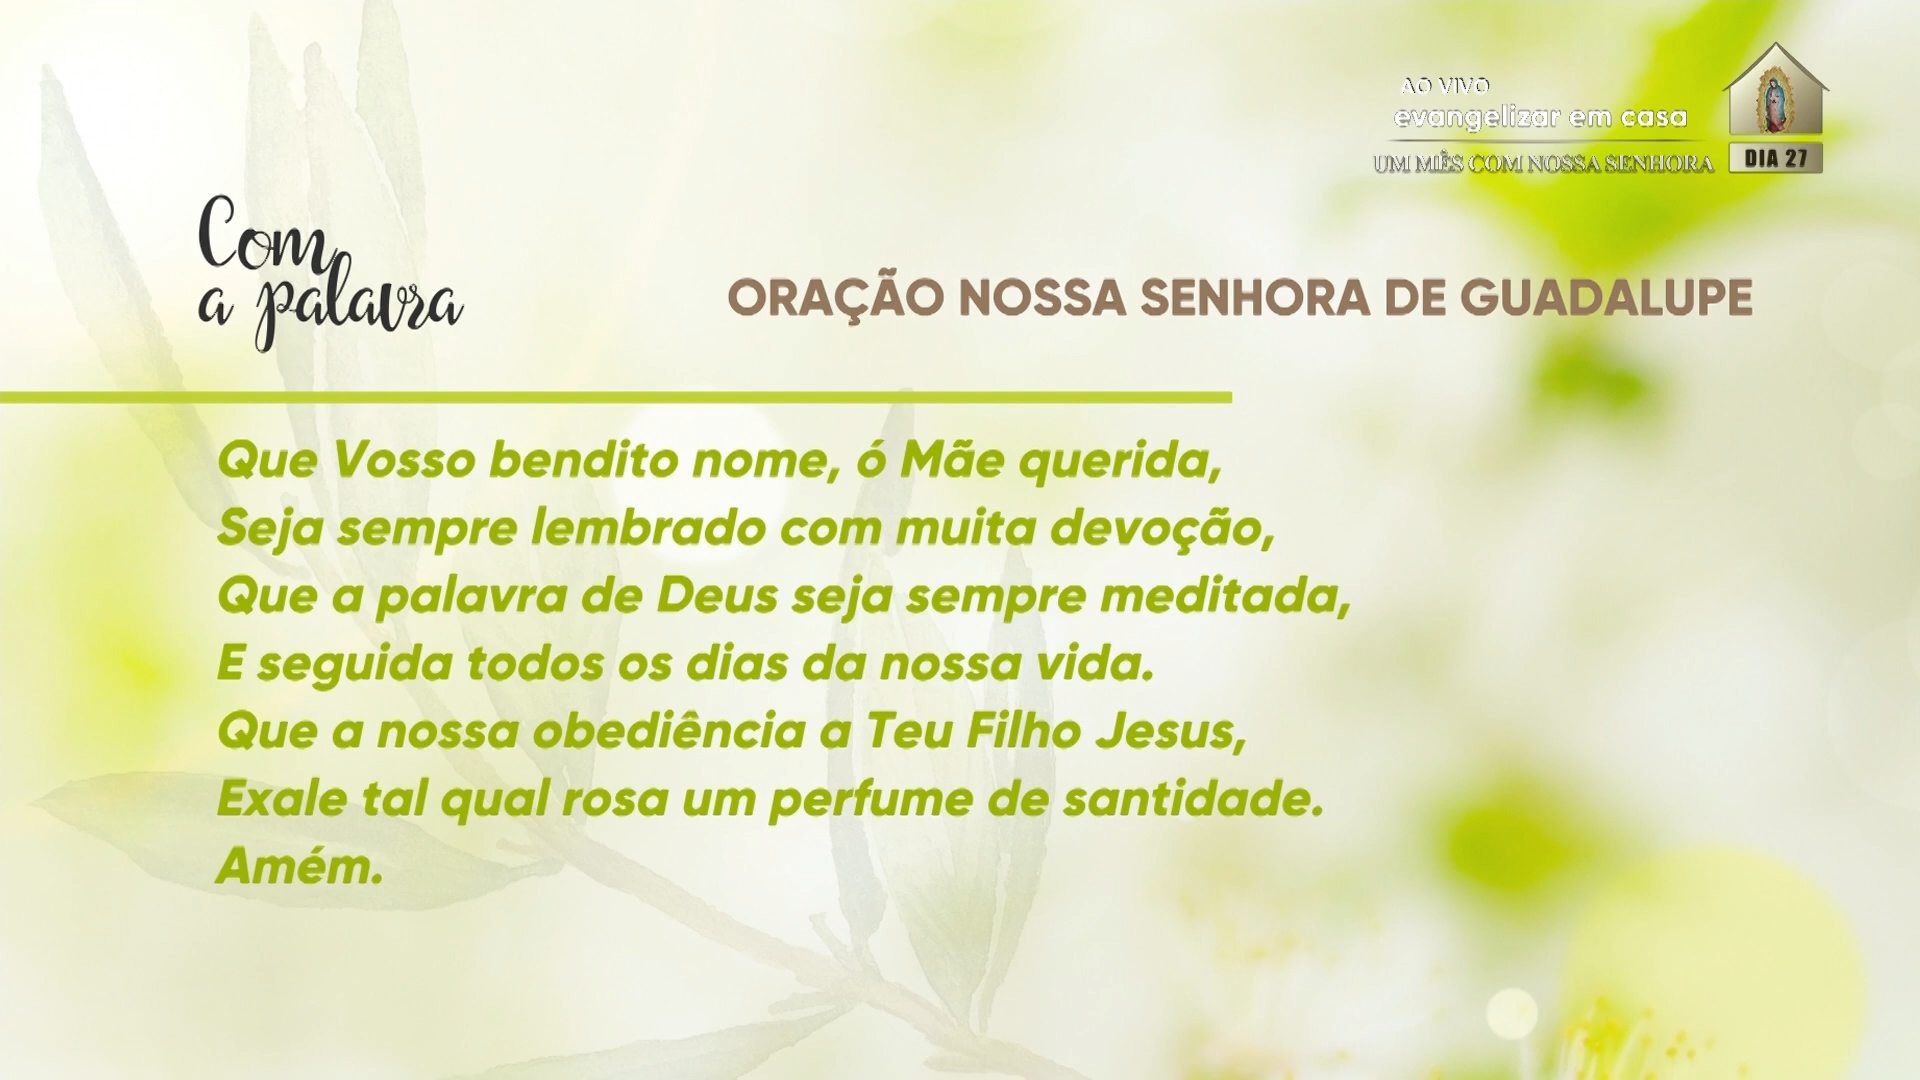 AO VIVO
evangelizar em casa
UM MÊS COM NOSSA SENHORA
DIA 27
Com
a palavra
ORAÇÃO NOSSA SENHORA DE GUADALUPE
Que Vosso bendito nome, ó Mãe querida,
Seja sempre lembrado com muita devoção,
Que a palavra de Deus seja sempre meditada,
E seguida todos os dias da nossa vida.
Que a nossa obediência a Teu Filho Jesus,
Exale tal qual rosa um perfume de santidade.
Amém.